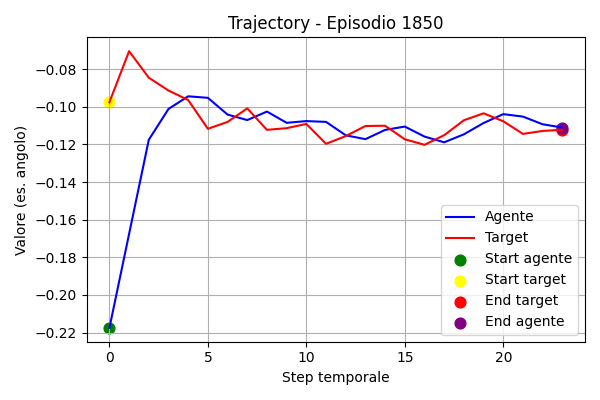 Trajectory - Episodio 1850
Valore (es. angolo)
−0.08
−0.10
−0.12
−0.14
−0.16
−0.18
−0.20
−0.22
0
5
10
15
20
Step temporale
Agente
Target
Start agente
Start target
End target
End agente